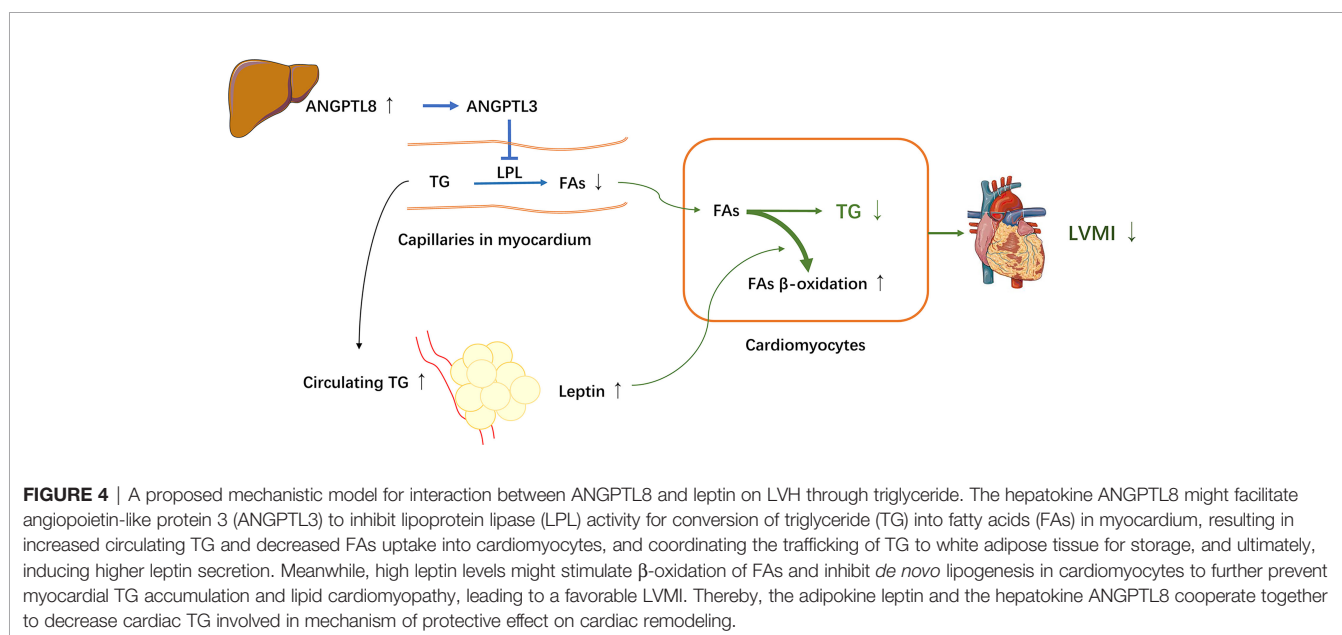 ANGPTL8 ↑ ANGPTL3
LPL
TG FAs ↓
Capillaries in myocardium
FAs TG ↓
FAs β-oxidation ↑
Cardiomyocytes
LVMI ↓
Circulating TG ↑
Leptin ↑
FIGURE 4 | A proposed mechanistic model for interaction between ANGPTL8 and leptin on LVH through triglyceride. The hepatokine ANGPTL8 might facilitate
angiopoietin-like protein 3 (ANGPTL3) to inhibit lipoprotein lipase (LPL) activity for conversion of triglyceride (TG) into fatty acids (FAs) in myocardium, resulting in
increased circulating TG and decreased FAs uptake into cardiomyocytes, and coordinating the trafficking of TG to white adipose tissue for storage, and ultimately,
inducing higher leptin secretion. Meanwhile, high leptin levels might stimulate β-oxidation of FAs and inhibit de novo lipogenesis in cardiomyocytes to further prevent
myocardial TG accumulation and lipid cardiomyopathy, leading to a favorable LVMI. Thereby, the adipokine leptin and the hepatokine ANGPTL8 cooperate together
to decrease cardiac TG involved in mechanism of protective effect on cardiac remodeling.